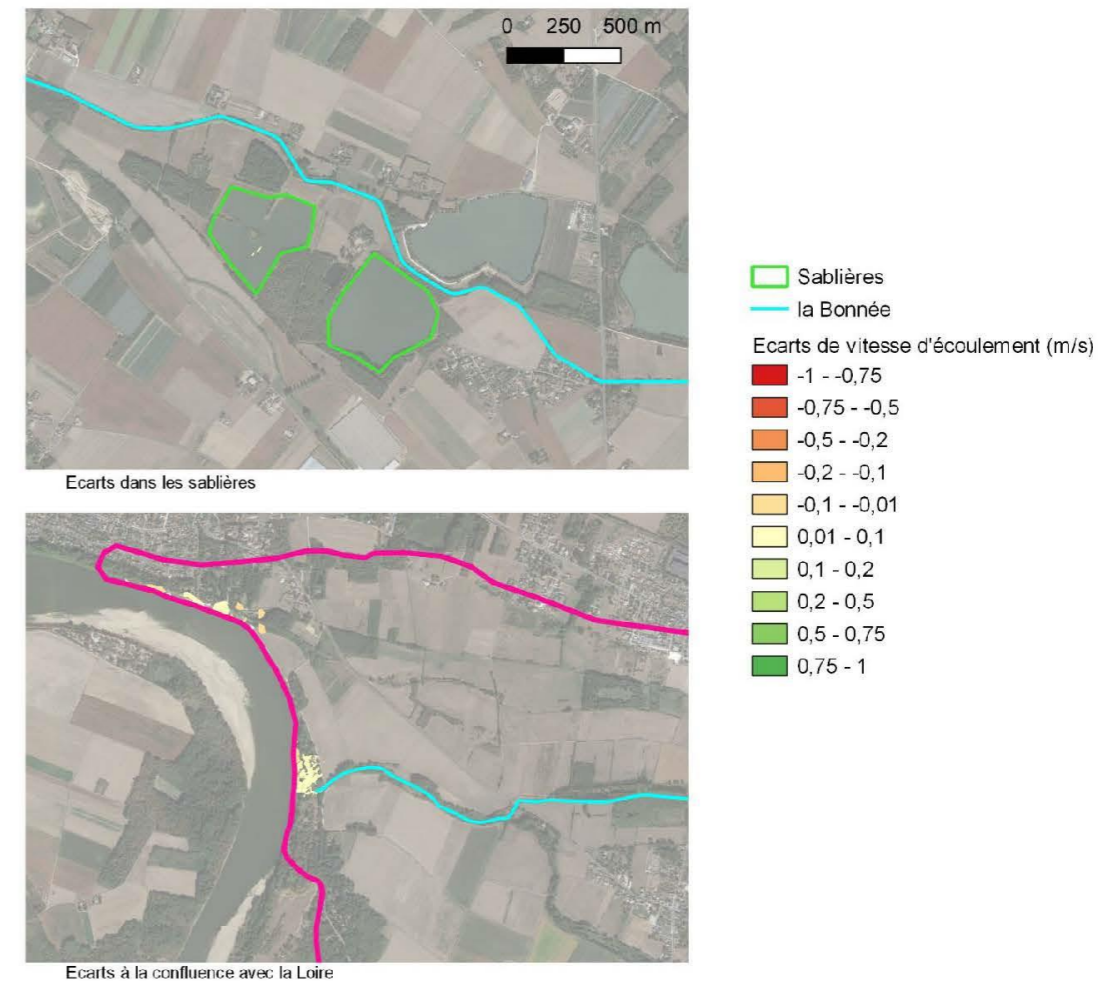 0 250 500 m
Ecarts dans les sablières
Sablières
la Bonnée
Ecarts de vitesse d'écoulement (m/s)
-1 - -0,75
-0,75 - -0,5
-0,5 - -0,2
-0,2 - -0,1
-0,1 - -0,01
0,01 - 0,1
0,1 - 0,2
0,2 - 0,5
0,5 - 0,75
0,75 - 1
Ecarts à la confluence avec la Loire